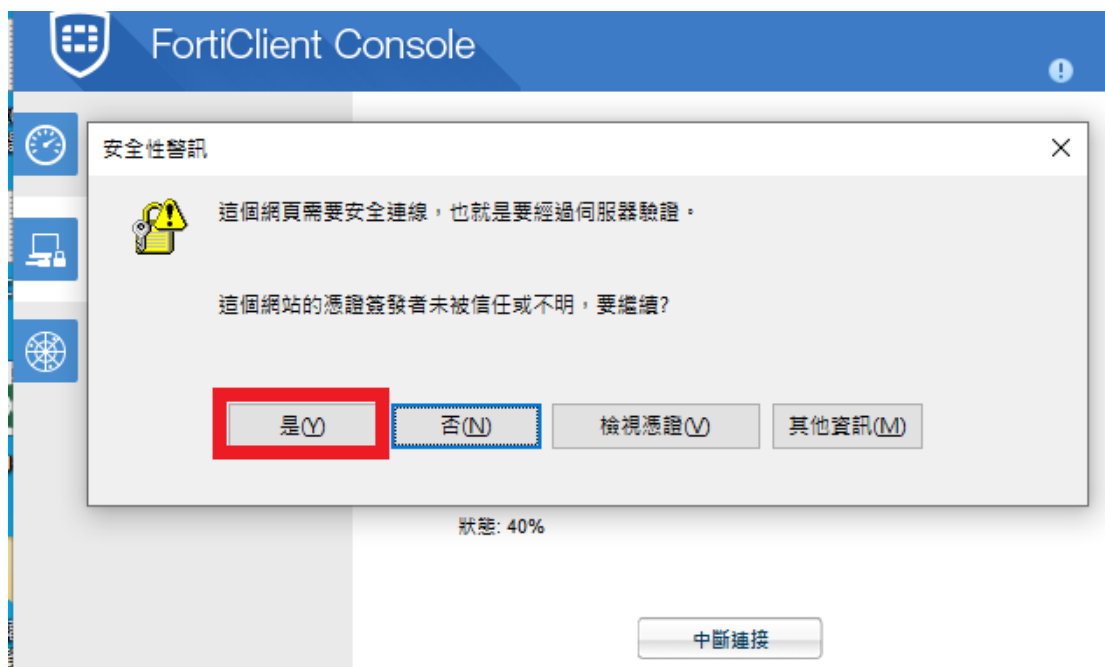 FortiClient Console
安全性警訊
這個網頁需要安全連線，也就是要經過伺服器驗證。
這個網站的憑證簽發者未被信任或不明，要繼續?
是(Y)
否(N)
檢視憑證(V)
其他資訊(M)
狀態: 40%
中斷連接